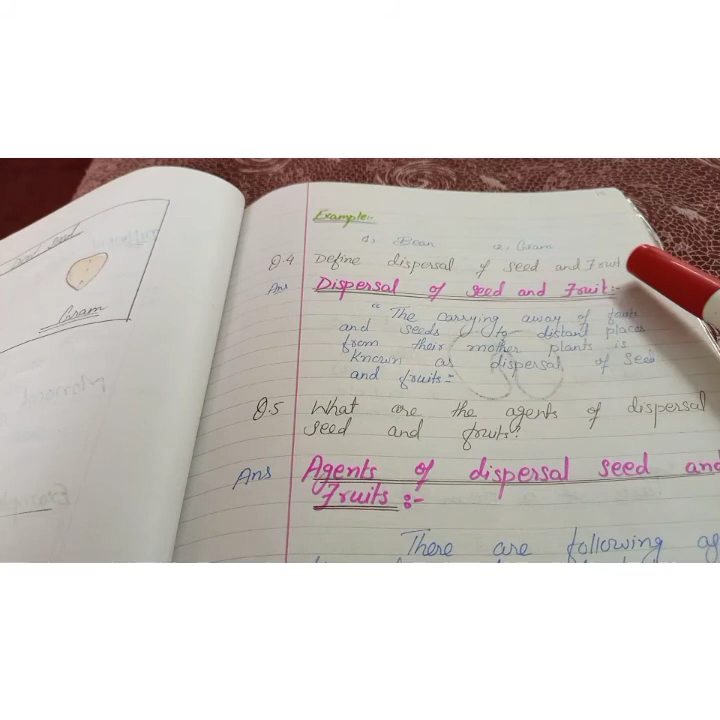 Gram
Example:-
1, Bean 2, Gram
Q.4 Define dispersal of seed and Fruit
Ans Dispersal of seed and Fruit:-
"The carrying away of fruits
and seeds to distant places
from their mother plants is
known as dispersal of seed
and fruits:-
Q.5 What are the agents of dispersal
seed and fruits?
Ans Agents of dispersal seed and
Fruits :-
There are following ag